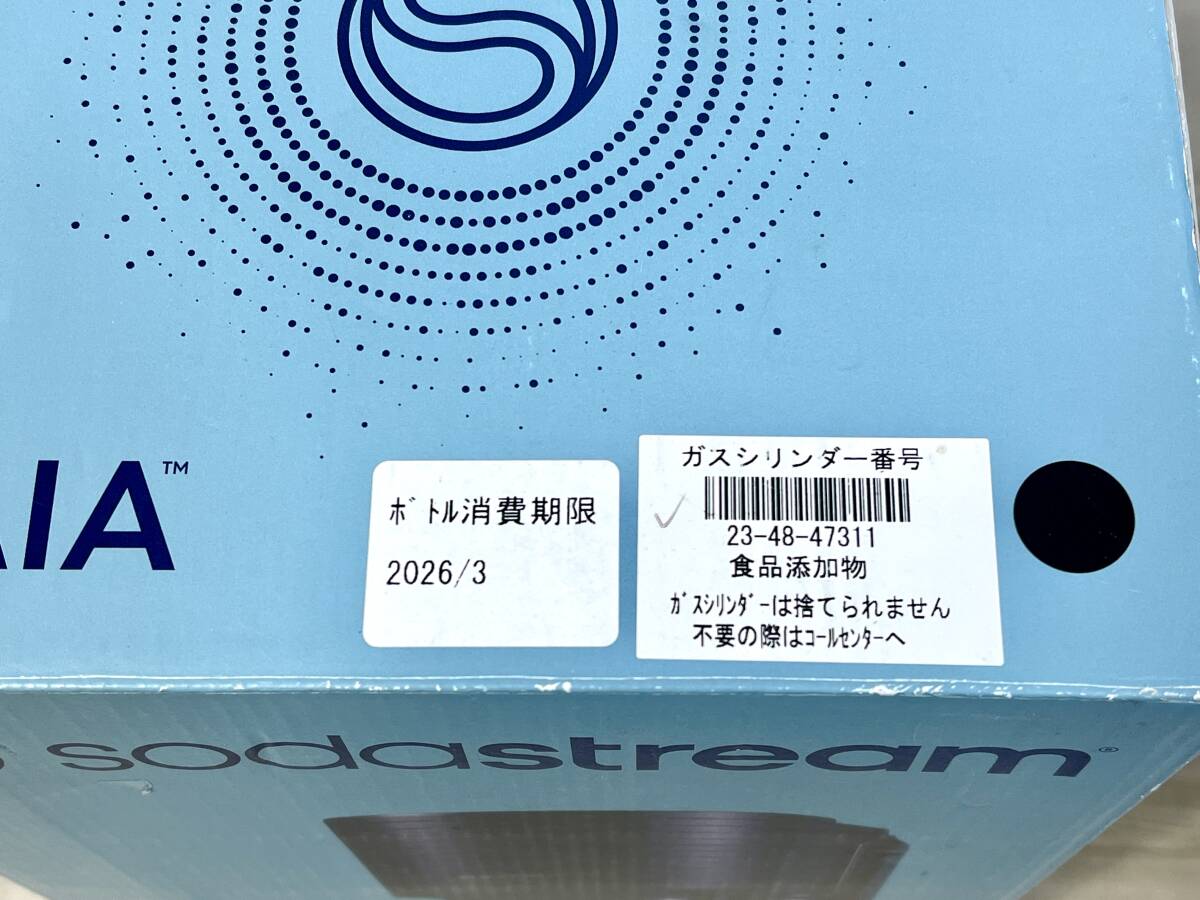 AIA™
ボトル消費期限
2026/3
ガスシリンダー番号
23-48-47311
食品添加物
ガスシリンダーは捨てられません
不要の際はコールセンターへ
sodastream®